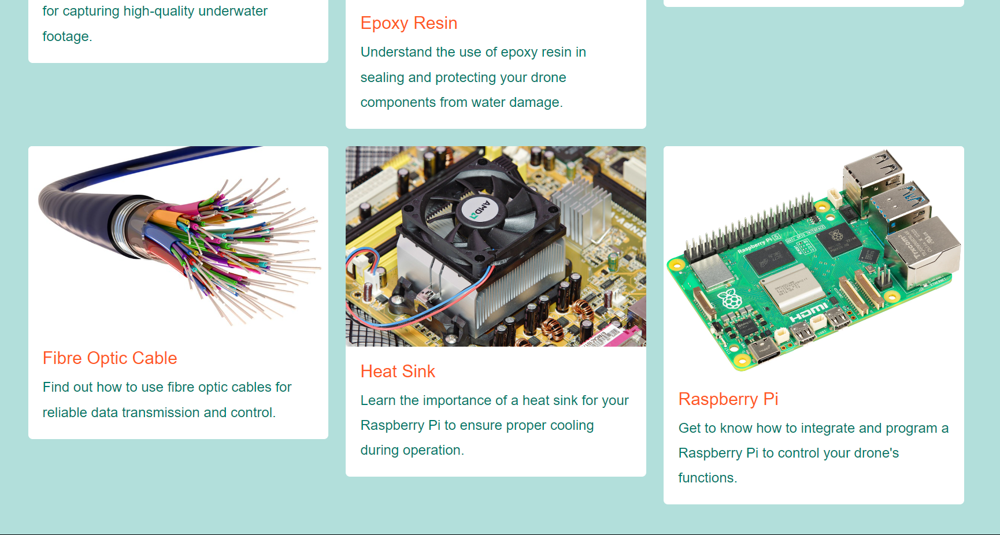 for capturing high-quality underwater
footage.
Epoxy Resin
Understand the use of epoxy resin in
sealing and protecting your drone
components from water damage.
Fibre Optic Cable
Find out how to use fibre optic cables for
reliable data transmission and control.
AMD
Heat Sink
Learn the importance of a heat sink for your
Raspberry Pi to ensure proper cooling
during operation.
Raspberry Pi 5
HDMI
UART
ETHERNET
Trxcom
Raspberry Pi
Get to know how to integrate and program a
Raspberry Pi to control your drone's
functions.